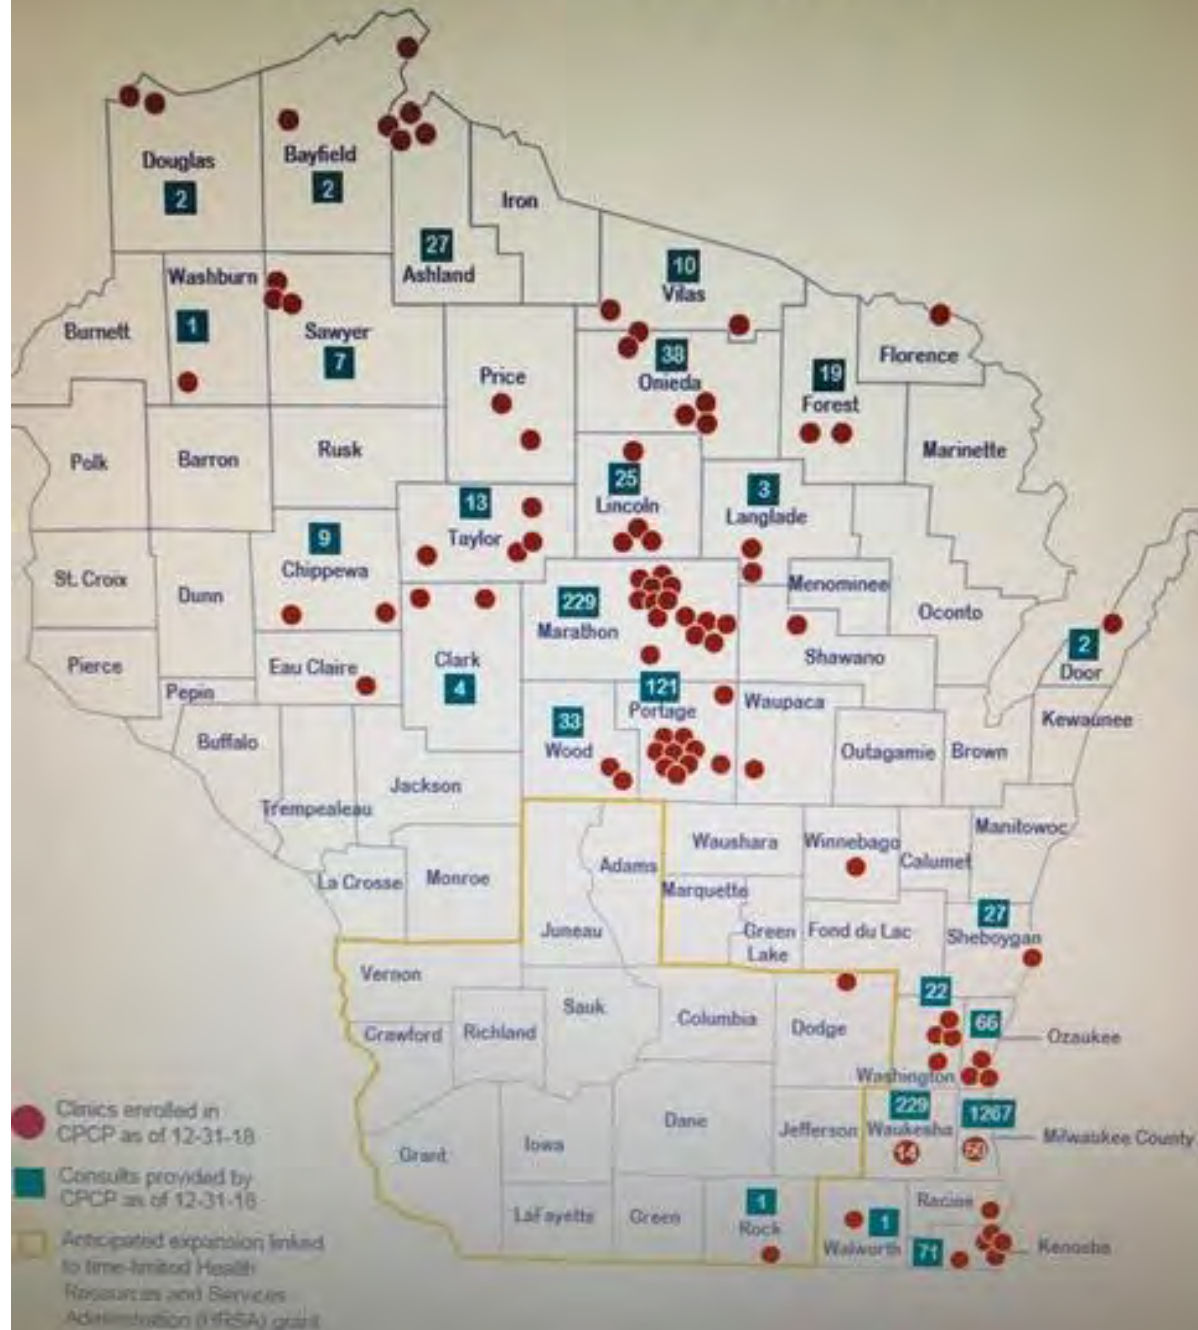 Douglas
2
Bayfield
2
Iron
27
Ashland
10
Vilas
Washburn
1
Burnett
Sawyer
7
Price
38
Onieda
19
Forest
Florence
Marinette
Polk
Barron
Rusk
25
Lincoln
3
Langlade
13
Taylor
9
Chippewa
St. Croix
Dunn
229
Marathon
Menominee
Oconto
Shawano
2
Door
Pierce
Pepin
Eau Claire
Clark
4
121
Portage
Waupaca
Kewaunee
33
Wood
Outagamie
Brown
Buffalo
Trempealeau
Jackson
Manitowoc
Waushara
Winnebago
Calumet
La Crosse
Monroe
Adams
Marquette
Juneau
Green
Lake
Fond du Lac
27
Sheboygan
Vernon
22
Crawford
Richland
Sauk
Columbia
Dodge
66
Ozaukee
Washington
Clinics enrolled in
CPCP as of 12-31-18
Grant
Iowa
Dane
Jefferson
229
Waukesha
14
1267
50
Milwaukee County
Consults provided by
CPCP as of 12-31-18
LaFayette
Green
1
Rock
Walworth
1
Racine
71
Kenosha
Anticipated expansion linked
to time-limited Health
Resources and Services
Administration (HRSA) grant